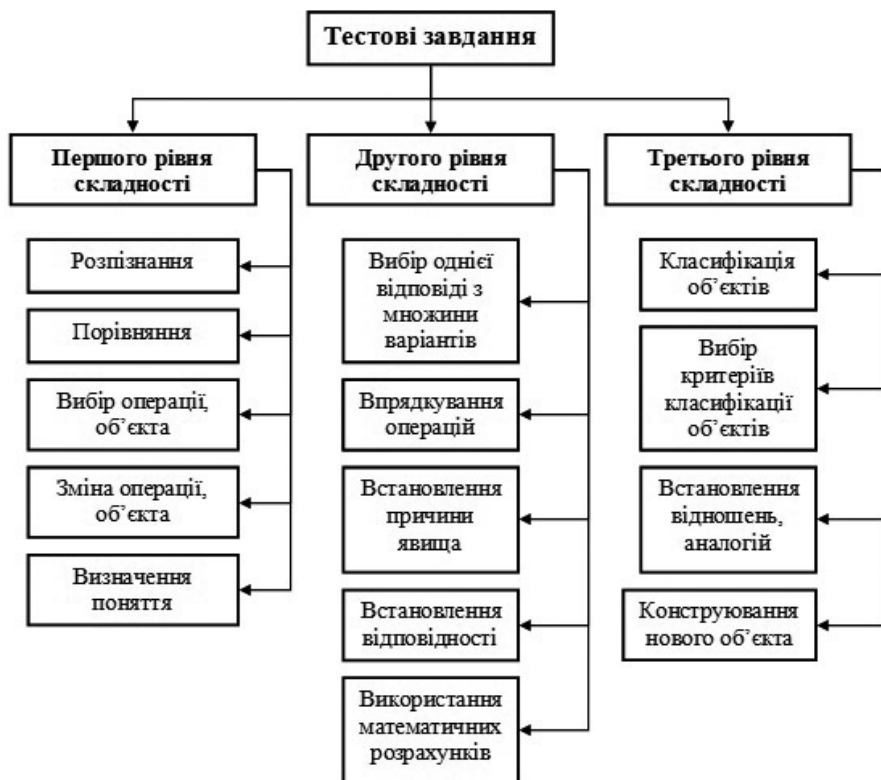 Тестові завдання
Першого рівня
складності
Розпізнання
Порівняння
Вибір операції,
об’єкта
Зміна операції,
об’єкта
Визначення
поняття
Другого рівня
складності
Вибір однієї
відповіді з
множини
варіантів
Впрядкування
операцій
Встановлення
причини
явища
Встановлення
відповідності
Використання
математичних
розрахунків
Третього рівня
складності
Класифікація
об’єктів
Вибір
критеріїв
класифікації
об’єктів
Встановлення
відношень,
аналогій
Конструювання
нового об’єкта